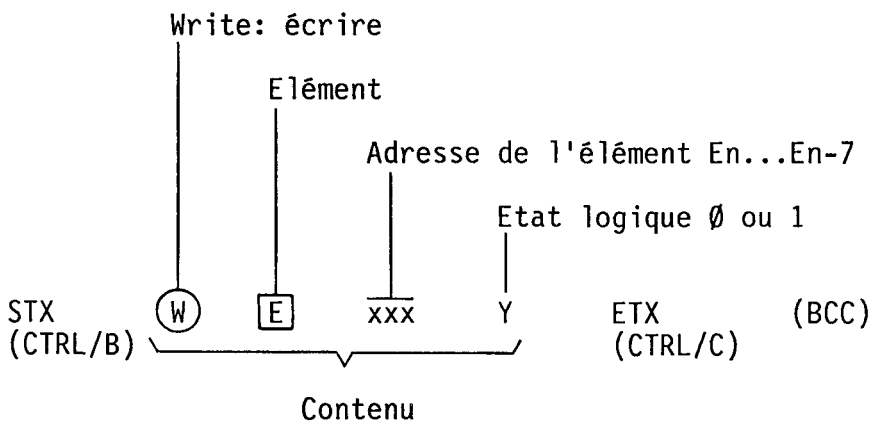 Write: écrire
Elément
Adresse de l'élément En...En-7
Etat logique Ø ou 1
STX W E xxx Y ETX (BCC)
(CTRL/B) (CTRL/C)
Contenu